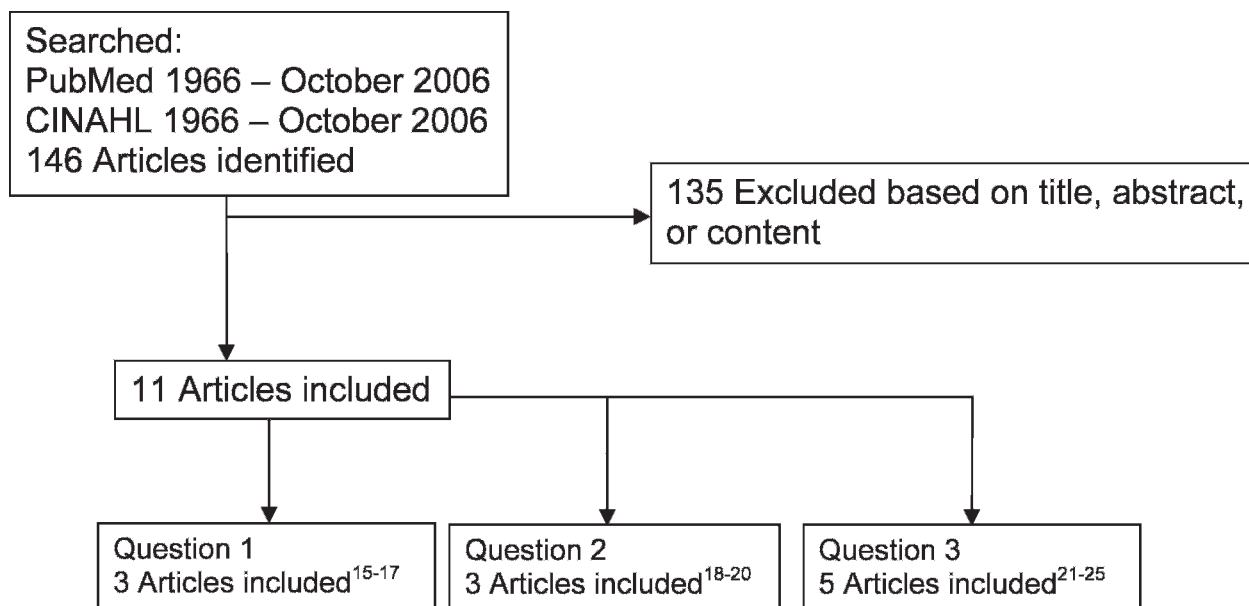 Searched:
PubMed 1966 – October 2006
CINAHL 1966 – October 2006
146 Articles identified
135 Excluded based on title, abstract,
or content
11 Articles included
Question 1
3 Articles included15-17
Question 2
3 Articles included18-20
Question 3
5 Articles included21-25